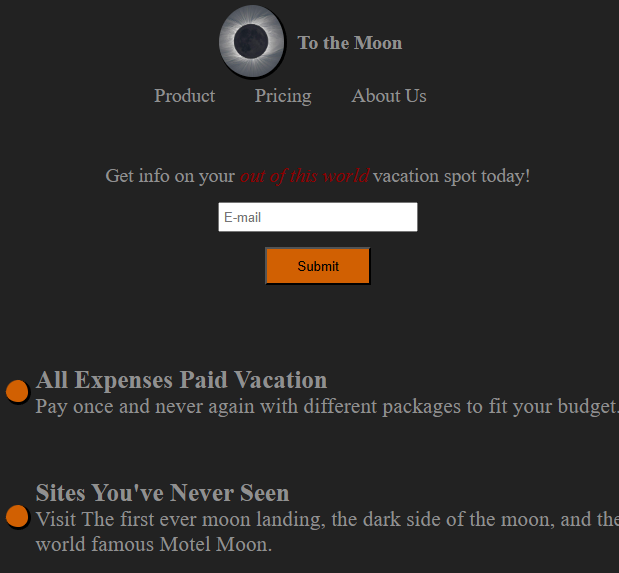 To the Moon
Product Pricing About Us
Get info on your out of this world vacation spot today!
E-mail
Submit
All Expenses Paid Vacation
Pay once and never again with different packages to fit your budget.
Sites You've Never Seen
Visit The first ever moon landing, the dark side of the moon, and the
world famous Motel Moon.